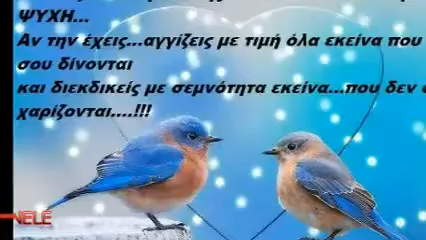 ΨΥΧΗ...
Αν την έχεις...αγγίζεις με τιμή όλα εκείνα που
σου δίνονται
και διεκδικείς με σεμνότητα εκείνα...που δεν
χαρίζονται....!!!
NELE